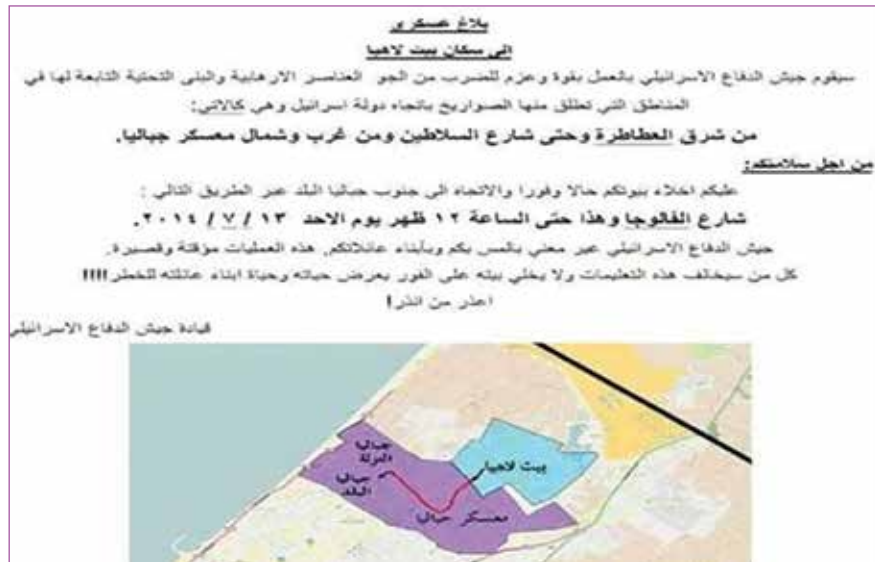 بلاغ عسكري
إلى سكان بيت لاهيا
سيقوم جيش الدفاع الاسرائيلي بالعمل بقوة وعزم للضرب من الجو العناصر الارهابية والبنى التحتية التابعة لها في
المناطق التي تطلق منها الصواريخ باتجاه دولة اسرائيل وهي كالاتي:
من شرق العطاطرة وحتى شارع السلاطين ومن غرب وشمال معسكر جباليا.
من اجل سلامتكم:
عليكم اخلاء بيوتكم حالا وفورا والاتجاه الى جنوب جباليا البلد عبر الطريق التالي :
شارع الفالوجا وهذا حتى الساعة ١٢ ظهر يوم الاحد ١٣ / ٧ / ٢٠١٤.
جيش الدفاع الاسرائيلي غير معني بالمس بكم وبأبناء عائلاتكم. هذه العمليات مؤقتة وقصيرة.
كل من سيخالف هذه التعليمات ولا يخلي بيته على الفور يعرض حياته وحياة ابناء عائلته للخطر!!!!
اعذر من انذر!
قيادة جيش الدفاع الاسرائيلي
جباليا
النزلة
جباليا
البلد
بيت لاهيا
معسكر جباليا